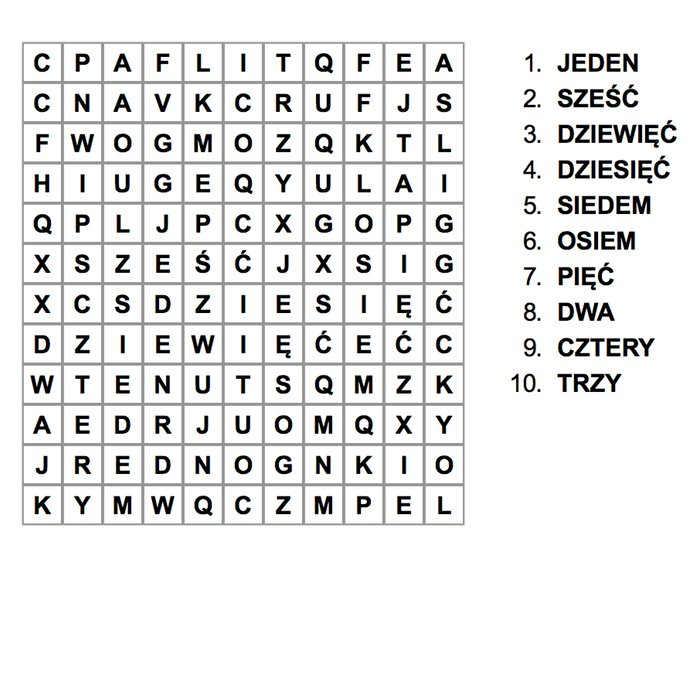 C P A F L I T Q F E A
C N A V K C R U F J S
F W O G M O Z Q K T L
H I U G E Q Y U L A I
Q P L J P C X G O P G
X S Z E Ś Ć J X S I G
X C S D Z I E S I Ę Ć
D Z I E W I Ę Ć E Ć C
W T E N U T S Q M Z K
A E D R J U O M Q X Y
J R E D N O G N K I O
K Y M W Q C Z M P E L
1. JEDEN
2. SZEŚĆ
3. DZIEWIĘĆ
4. DZIESIĘĆ
5. SIEDEM
6. OSIEM
7. PIĘĆ
8. DWA
9. CZTERY
10. TRZY